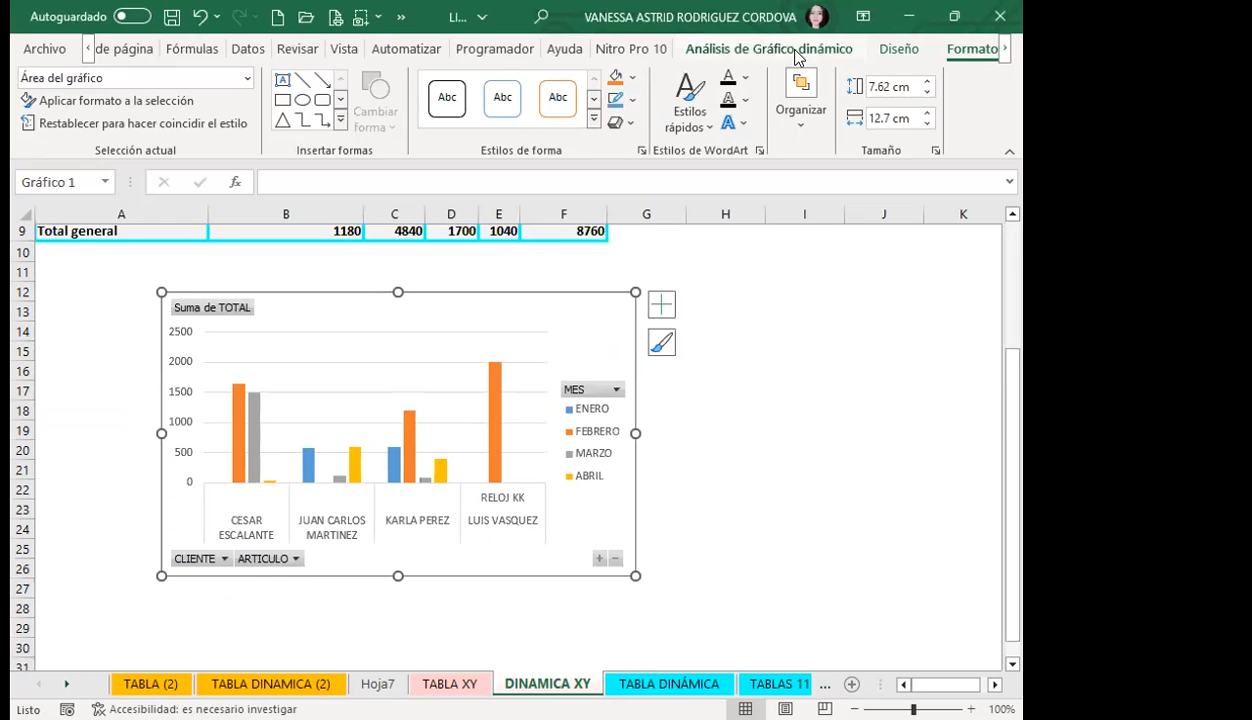 Autoguardado LI... VANESSA ASTRID RODRIGUEZ CORDOVA
Archivo de página Fórmulas Datos Revisar Vista Automatizar Programador Ayuda Nitro Pro 10 Análisis de Gráfico dinámico Diseño Formato
Área del gráfico
Aplicar formato a la selección
Restablecer para hacer coincidir el estilo
Selección actual
Cambiar
forma
Insertar formas
Abc Abc Abc
Estilos de forma
Estilos
rápidos
Estilos de WordArt
Organizar
7.62 cm
12.7 cm
Tamaño
Gráfico 1
fx
A B C D E F G H I J K
9 Total general 1180 4840 1700 1040 8760
10
11
12
13
14
15
16
17
18
19
20
21
22
23
24
25
26
27
28
29
30
31
Suma de TOTAL
2500
2000
1500
1000
500
0
MES
ENERO
FEBRERO
MARZO
ABRIL
RELOJ KK
CESAR ESCALANTE
JUAN CARLOS MARTINEZ
KARLA PEREZ
LUIS VASQUEZ
CLIENTE ARTICULO + −
TABLA (2) TABLA DINAMICA (2) Hoja7 TABLA XY DINAMICA XY TABLA DINÁMICA TABLAS 11 ...
Listo Accesibilidad: es necesario investigar 100%